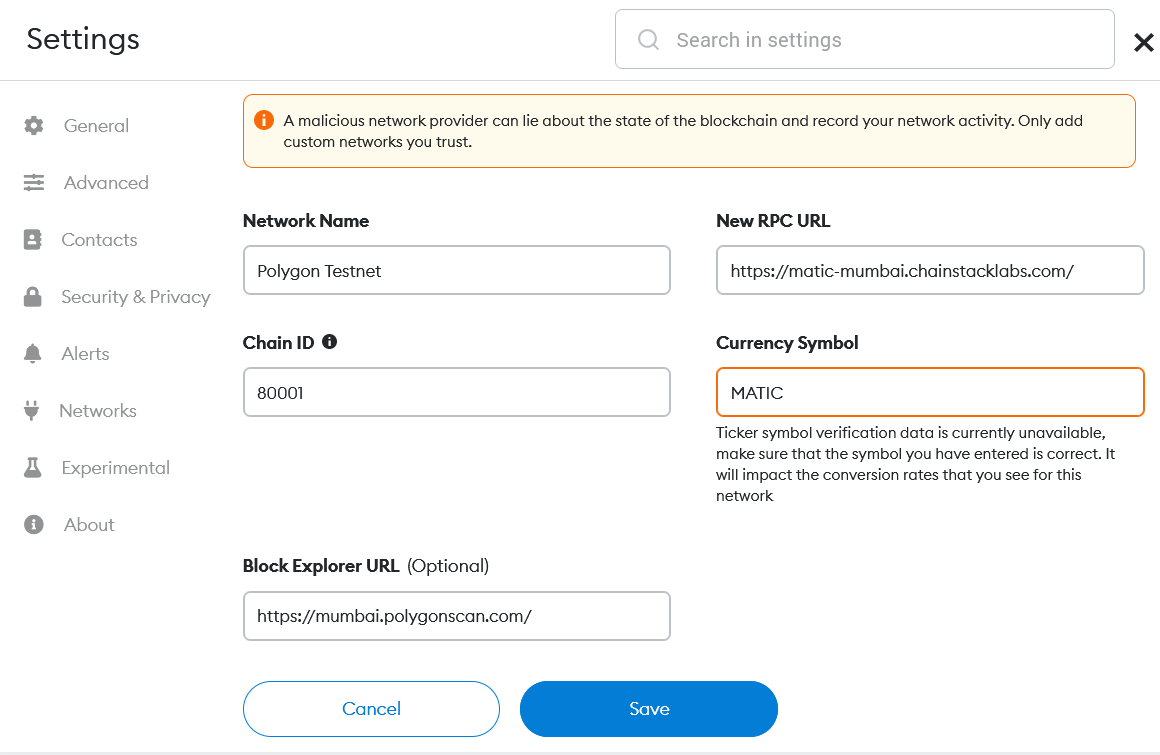 Settings
Search in settings
General
Advanced
Contacts
Security & Privacy
Alerts
Networks
Experimental
About
A malicious network provider can lie about the state of the blockchain and record your network activity. Only add
custom networks you trust.
Network Name
Polygon Testnet
New RPC URL
https://matic-mumbai.chainstacklabs.com/
Chain ID
80001
Currency Symbol
MATIC
Ticker symbol verification data is currently unavailable,
make sure that the symbol you have entered is correct. It
will impact the conversion rates that you see for this
network
Block Explorer URL (Optional)
https://mumbai.polygonscan.com/
Cancel
Save